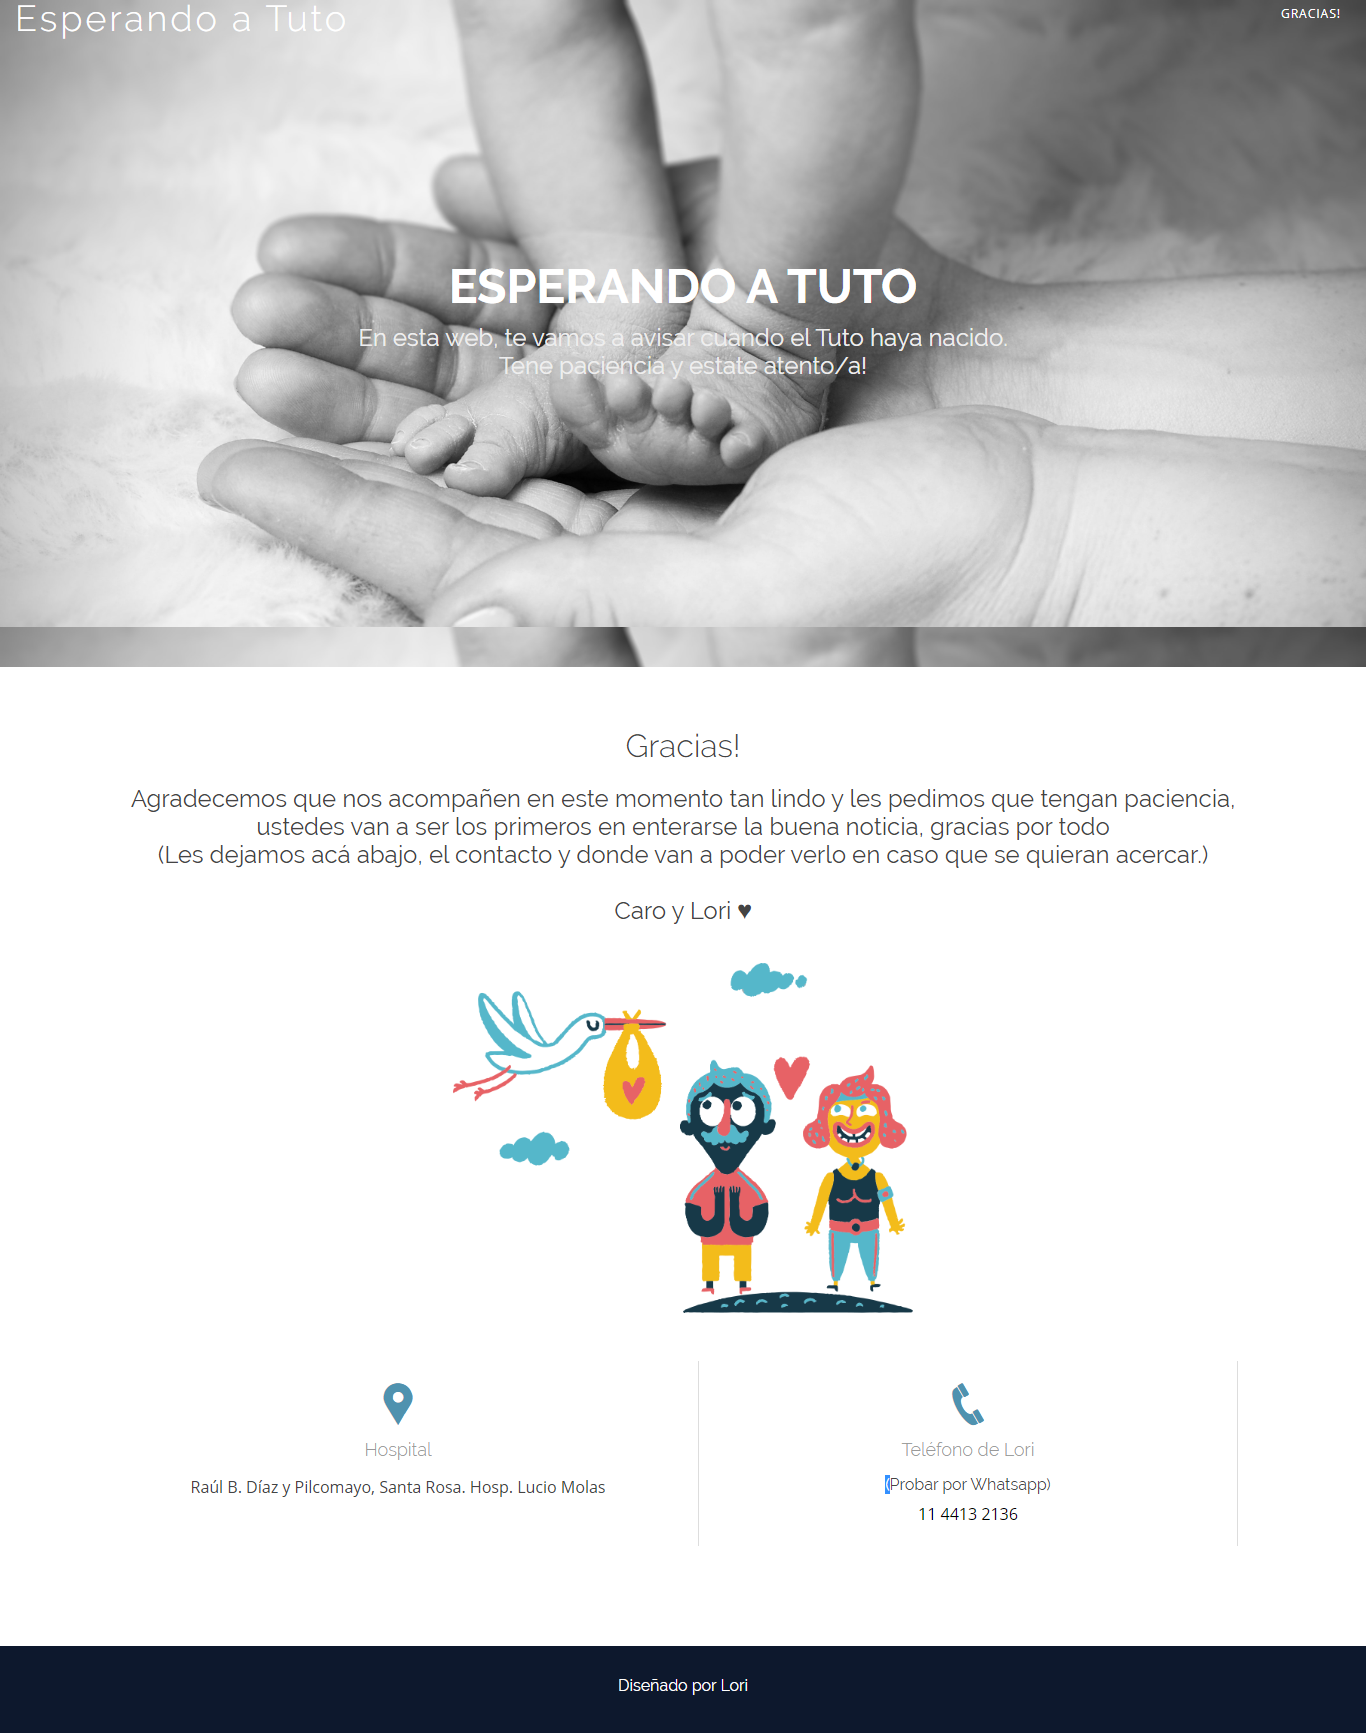 Esperando a Tuto
GRACIAS!
ESPERANDO A TUTO
En esta web, te vamos a avisar cuando el Tuto haya nacido.
Tene paciencia y estate atento/a!
Gracias!
Agradecemos que nos acompañen en este momento tan lindo y les pedimos que tengan paciencia,
ustedes van a ser los primeros en enterarse la buena noticia, gracias por todo
(Les dejamos acá abajo, el contacto y donde van a poder verlo en caso que se quieran acercar.)
Caro y Lori ♥
Hospital
Raúl B. Díaz y Pilcomayo, Santa Rosa. Hosp. Lucio Molas
Teléfono de Lori
(Probar por Whatsapp)
11 4413 2136
Diseñado por Lori